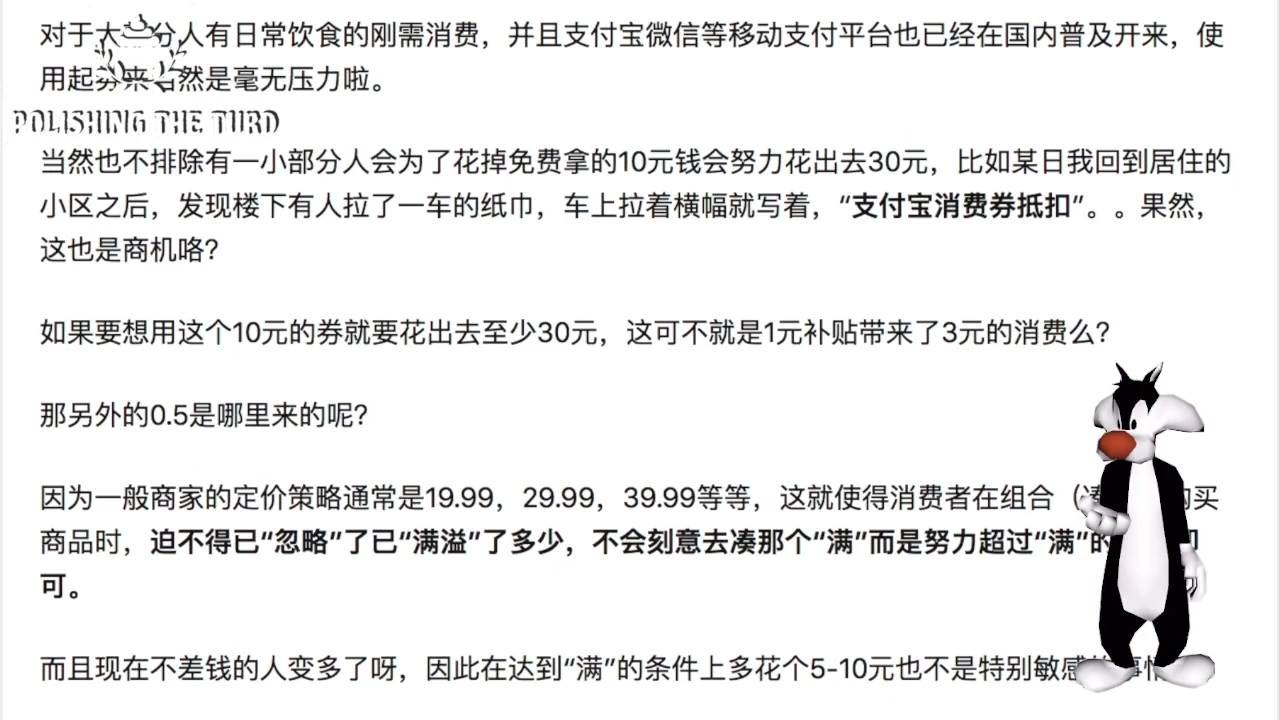 对于大分人有日常饮食的刚需消费，并且支付宝微信等移动支付平台也已经在国内普及开来，使
用起来然是毫无压力啦。
POLISHING THE TURD
当然也不排除有一小部分人会为了花掉免费拿的10元钱会努力花出去30元，比如某日我回到居住的
小区之后，发现楼下有人拉了一车的纸巾，车上拉着横幅就写着，“支付宝消费券抵扣”。。果然，
这也是商机咯？
如果要想用这个10元的券就要花出去至少30元，这可不就是1元补贴带来了3元的消费么？
那另外的0.5是哪里来的呢？
因为一般商家的定价策略通常是19.99，29.99，39.99等等，这就使得消费者在组合（买
商品时，迫不得已“忽略”了已“满溢”了多少，不会刻意去凑那个“满”而是努力超过“满”的
可。
而且现在不差钱的人变多了呀，因此在达到“满”的条件上多花个5-10元也不是特别敏感